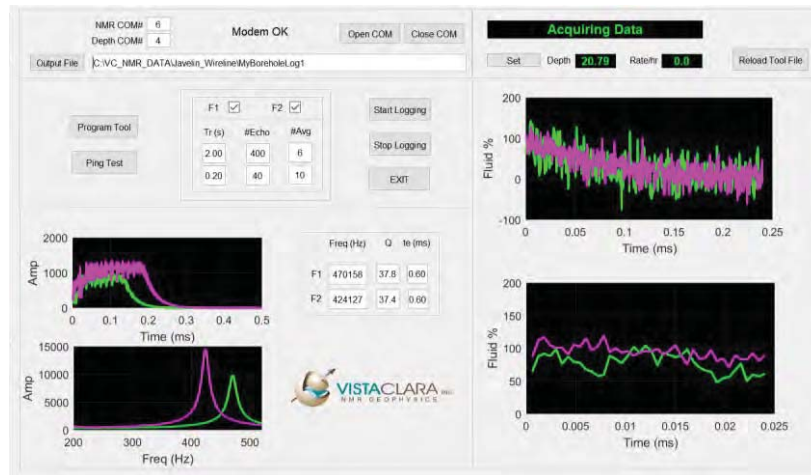 NMR COM# 6
Depth COM# 4
Modem OK
Open COM Close COM
Output File C:\VC_NMR_DATA\Javelin_Wireline\MyBoreholeLog1
Acquiring Data
Set Depth 20.79 Rate/hr 0.0 Reload Tool File
Program Tool
Ping Test
F1 F2
Tr (s) #Echo #Avg
2.00 400 6
0.20 40 10
Start Logging
Stop Logging
EXIT
200
100
0
-100
Fluid %
0 0.05 0.1 0.15 0.2 0.25
Time (ms)
2000
1000
0
Amp
0 0.1 0.2 0.3 0.4 0.5
Time (ms)
Freq (Hz) Q te (ms)
F1 470156 37.8 0.60
F2 424127 37.4 0.60
15000
10000
5000
0
Amp
200 300 400 500
Freq (Hz)
VISTACLARA
NMR GEOPHYSICS
200
150
100
50
0
Fluid %
0 0.005 0.01 0.015 0.02 0.025
Time (ms)